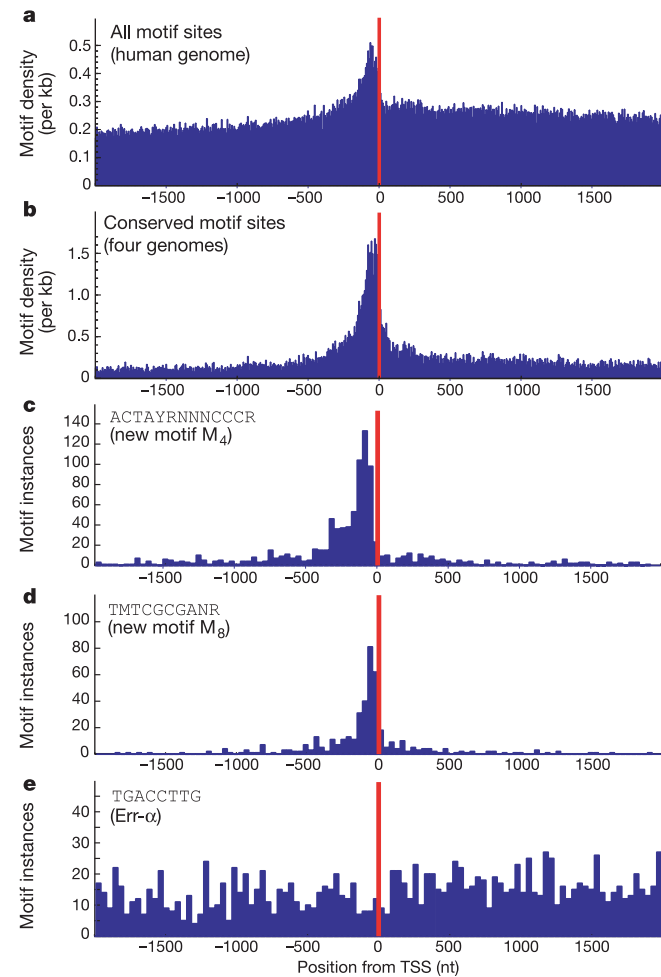 a
All motif sites
(human genome)
Motif density
(per kb)
0.5
0.4
0.3
0.2
0.1
0
−1500 −1000 −500 0 500 1000 1500
b
Conserved motif sites
(four genomes)
Motif density
(per kb)
1.5
1.0
0.5
0
−1500 −1000 −500 0 500 1000 1500
c
ACTAYRNNNCCCR
(new motif M4)
Motif instances
140
120
100
80
60
40
20
0
−1500 −1000 −500 0 500 1000 1500
d
TMTCGCGANR
(new motif M8)
Motif instances
100
80
60
40
20
0
−1500 −1000 −500 0 500 1000 1500
e
TGACCTTG
(Err-α)
Motif instances
40
30
20
10
0
−1500 −1000 −500 0 500 1000 1500
Position from TSS (nt)